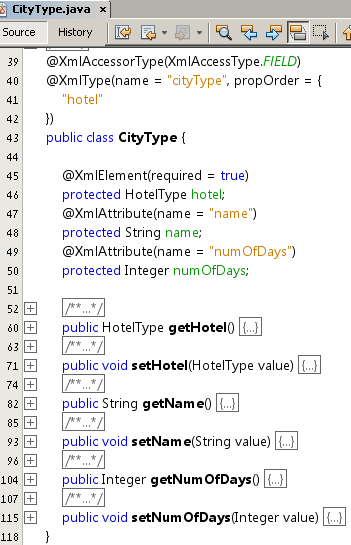 CityType.java ×
Source History
39 @XmlAccessorType(XmlAccessType.FIELD)
40 @XmlType(name = "cityType", propOrder = {
41 "hotel"
42 })
43 public class CityType {
44
45 @XmlElement(required = true)
46 protected HotelType hotel;
47 @XmlAttribute(name = "name")
48 protected String name;
49 @XmlAttribute(name = "numOfDays")
50 protected Integer numOfDays;
51
52 /**...*/
60 public HotelType getHotel() {...}
63 /**...*/
71 public void setHotel(HotelType value) {...}
74 /**...*/
82 public String getName() {...}
85 /**...*/
93 public void setName(String value) {...}
96 /**...*/
104 public Integer getNumOfDays() {...}
107 /**...*/
115 public void setNumOfDays(Integer value) {...}
118 }